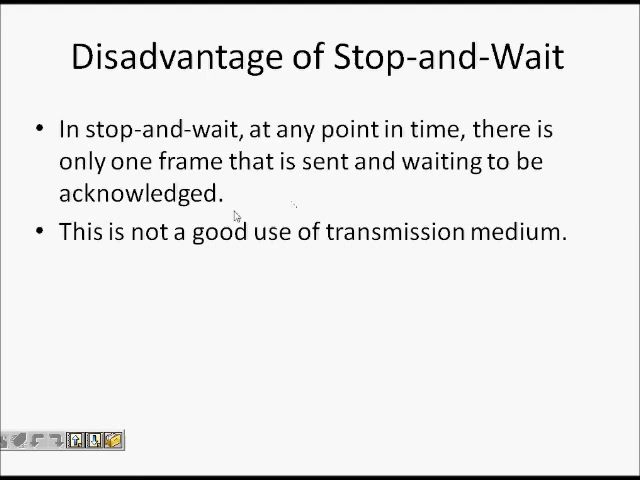 Disadvantage of Stop-and-Wait
• In stop-and-wait, at any point in time, there is
only one frame that is sent and waiting to be
acknowledged.
• This is not a good use of transmission medium.